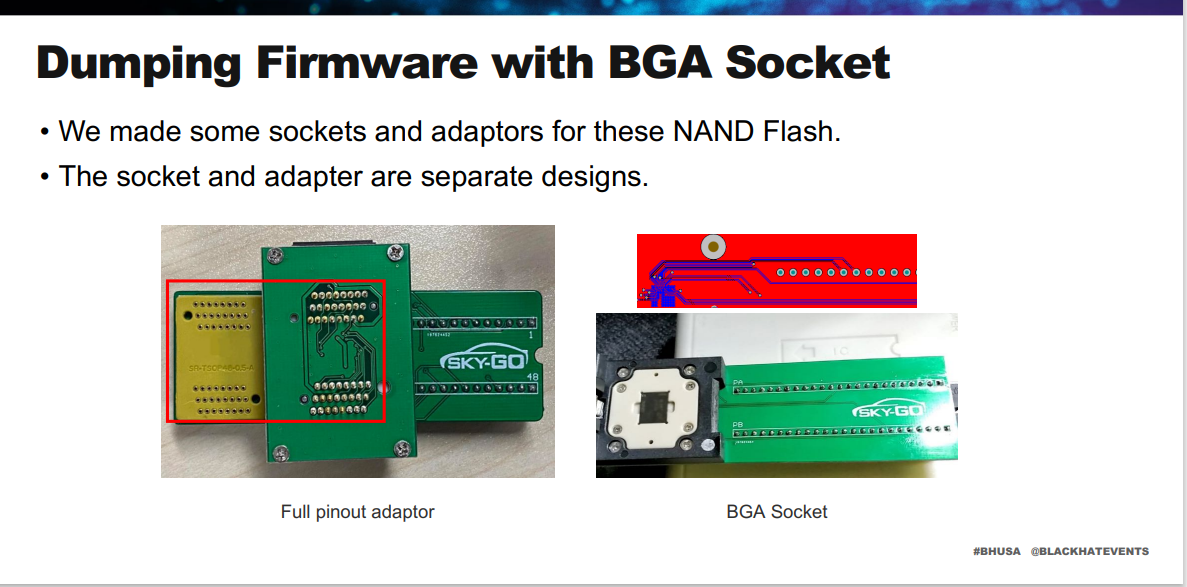 Dumping Firmware with BGA Socket
• We made some sockets and adaptors for these NAND Flash.
• The socket and adapter are separate designs.
SR-TSOP48-0.5-A
1
SKY-GO
48
PA
SKY-GO
PB
Full pinout adaptor
BGA Socket
#BHUSA @BLACKHATEVENTS